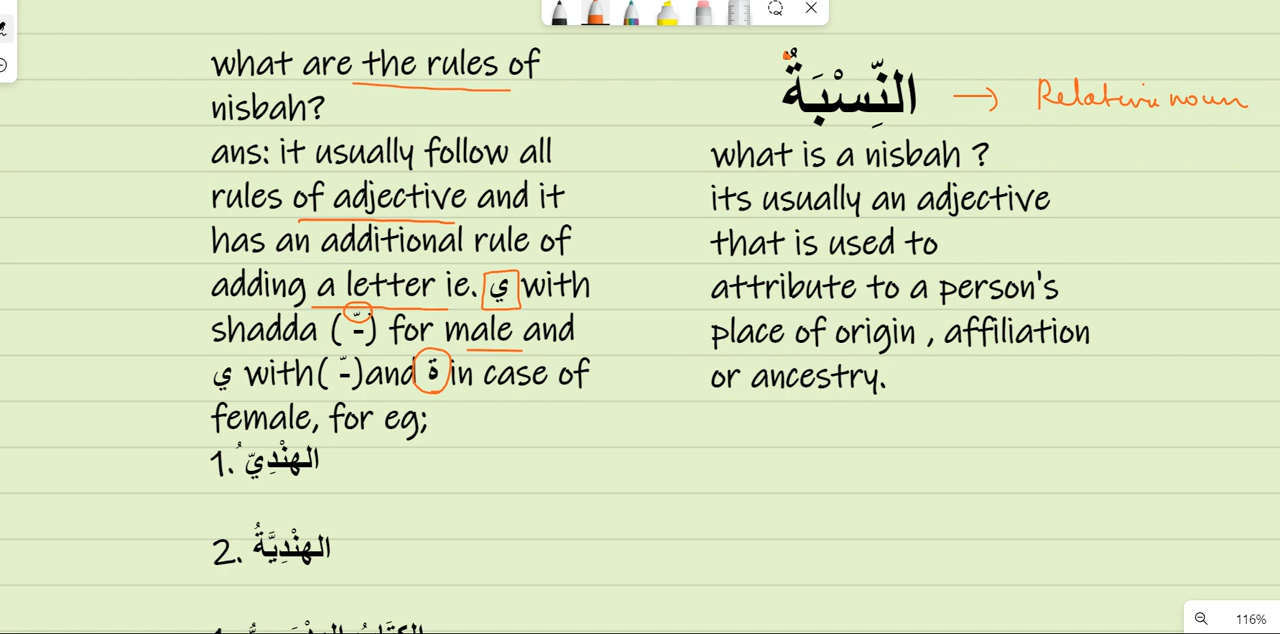 what are the rules of
nisbah?
ans: it usually follow all
rules of adjective and it
has an additional rule of
adding a letter ie. ي with
shadda ( ـّ ) for male and
ي with( ـّ )and ة in case of
female, for eg;
1. الهنْدِيّ ُ
2. الهنْدِيَّةُ
النِّسْبَةُ → Relative noun
what is a nisbah ?
its usually an adjective
that is used to
attribute to a person's
place of origin , affiliation
or ancestry.
116%